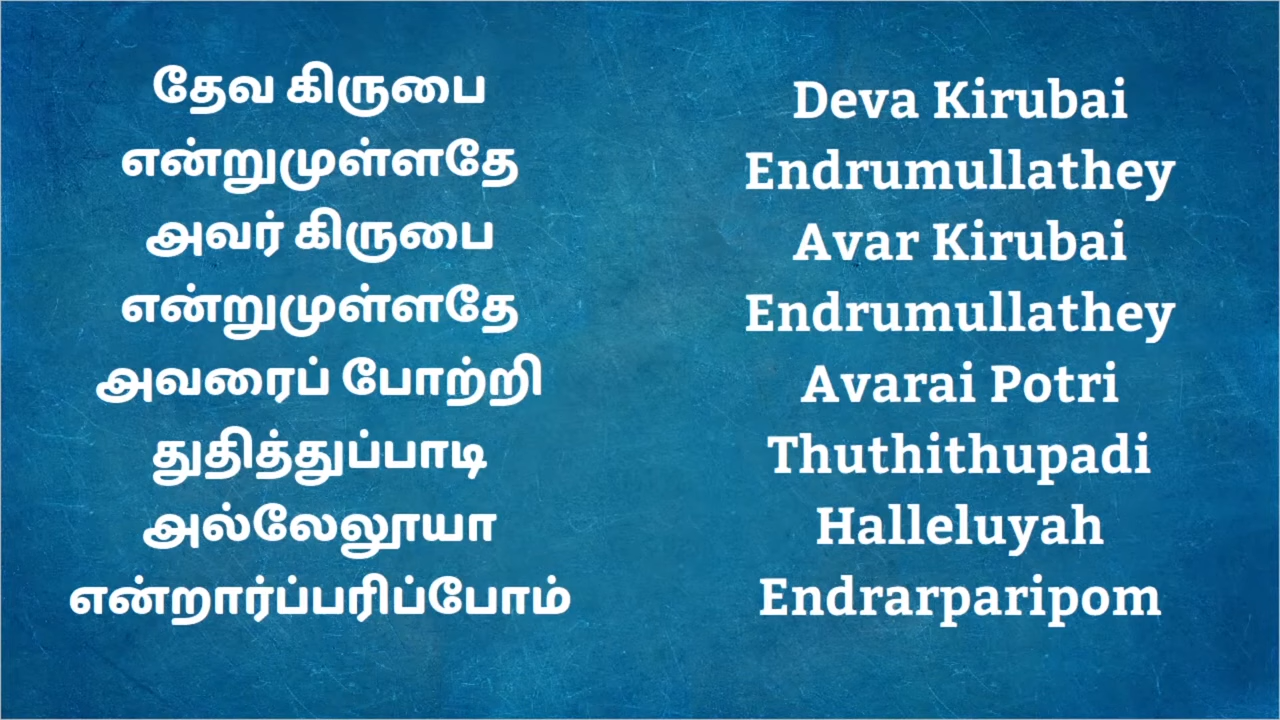 தேவ கிருபை
என்றுமுள்ளதே
அவர் கிருபை
என்றுமுள்ளதே
அவரைப் போற்றி
துதித்துப்பாடி
அல்லேலூயா
என்றார்ப்பரிப்போம்
Deva Kirubai
Endrumullathey
Avar Kirubai
Endrumullathey
Avarai Potri
Thuthithupadi
Halleluyah
Endrarparipom